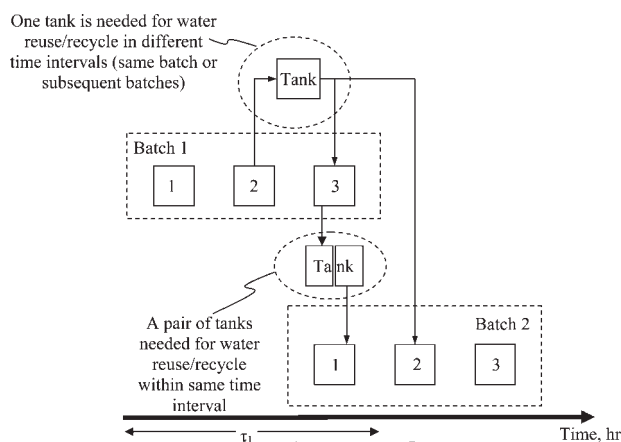 One tank is needed for water
reuse/recycle in different
time intervals (same batch or
subsequent batches)
Tank
Batch 1
1
2
3
Tank
A pair of tanks
needed for water
reuse/recycle
within same time
interval
Batch 2
1
2
3
Time, hr